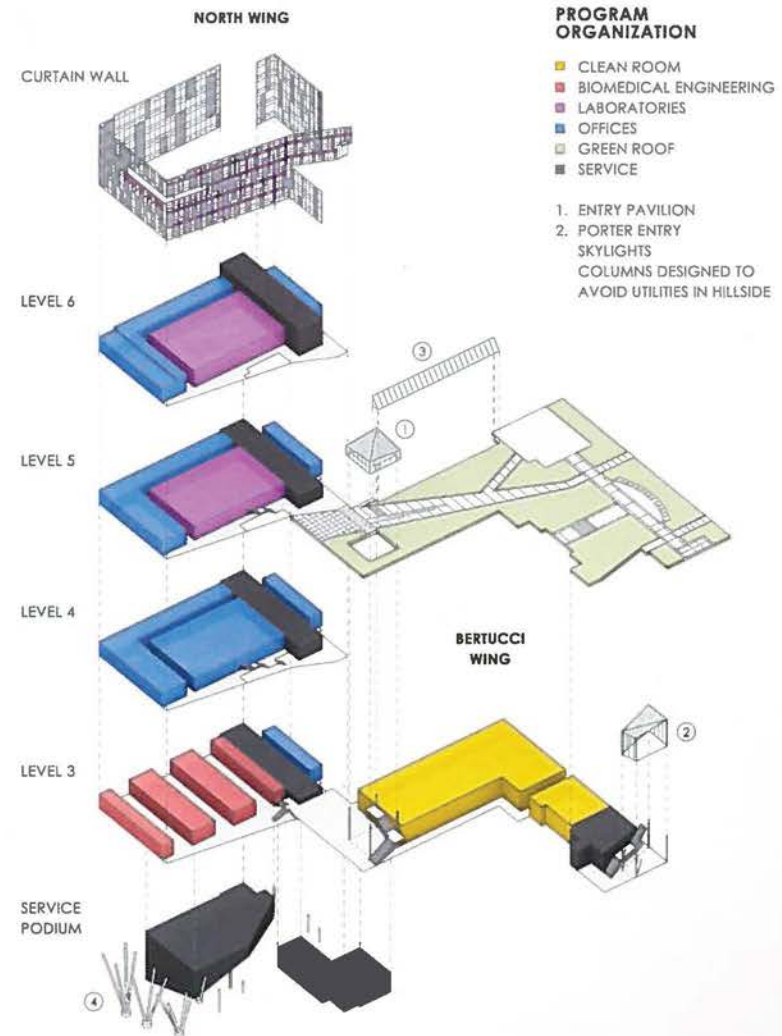 NORTH WING
CURTAIN WALL
LEVEL 6
LEVEL 5
LEVEL 4
LEVEL 3
SERVICE
PODIUM
3
1
2
4
BERTUCCI
WING
PROGRAM
ORGANIZATION
CLEAN ROOM
BIOMEDICAL ENGINEERING
LABORATORIES
OFFICES
GREEN ROOF
SERVICE
1. ENTRY PAVILION
2. PORTER ENTRY
SKYLIGHTS
COLUMNS DESIGNED TO
AVOID UTILITIES IN HILLSIDE